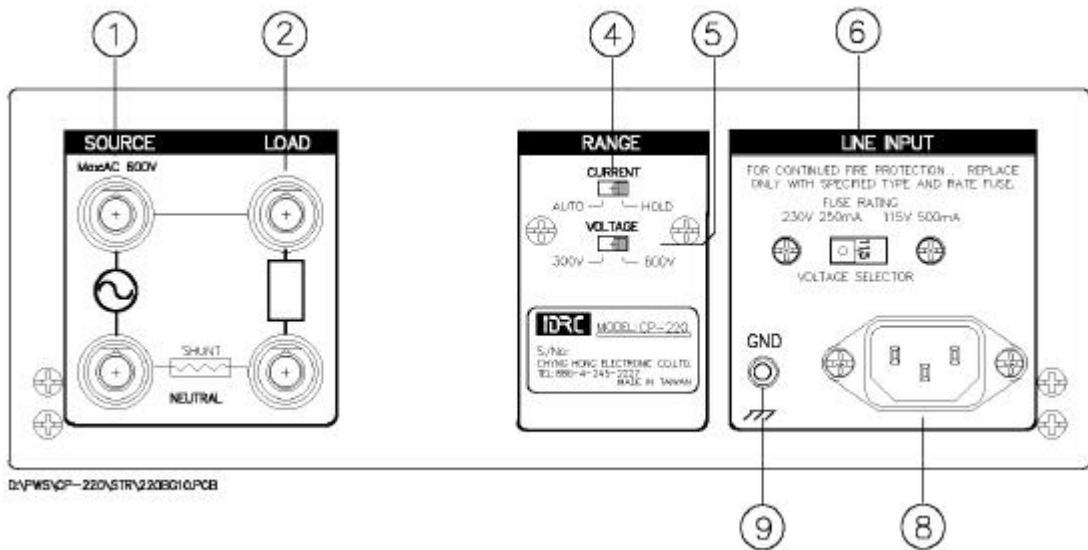 1 2 4 5 6
SOURCE LOAD
MaxAC 600V
SHUNT
NEUTRAL
RANGE
CURRENT
AUTO HOLD
VOLTAGE
300V 600V
IDRC MODEL: CP-220
S/No:
CHYNG HONG ELECTRONIC CO.LTD.
TEL:886-4-245-2227
MADE IN TAIWAN
LINE INPUT
FOR CONTINUED FIRE PROTECTION., REPLACE
ONLY WITH SPECIFIED TYPE AND RATE FUSE.
FUSE RATING
230V 250mA 115V 500mA
115
VOLTAGE SELECTOR
GND
9 8
D:\PWS\CP-220\STR\220BG10.PCB